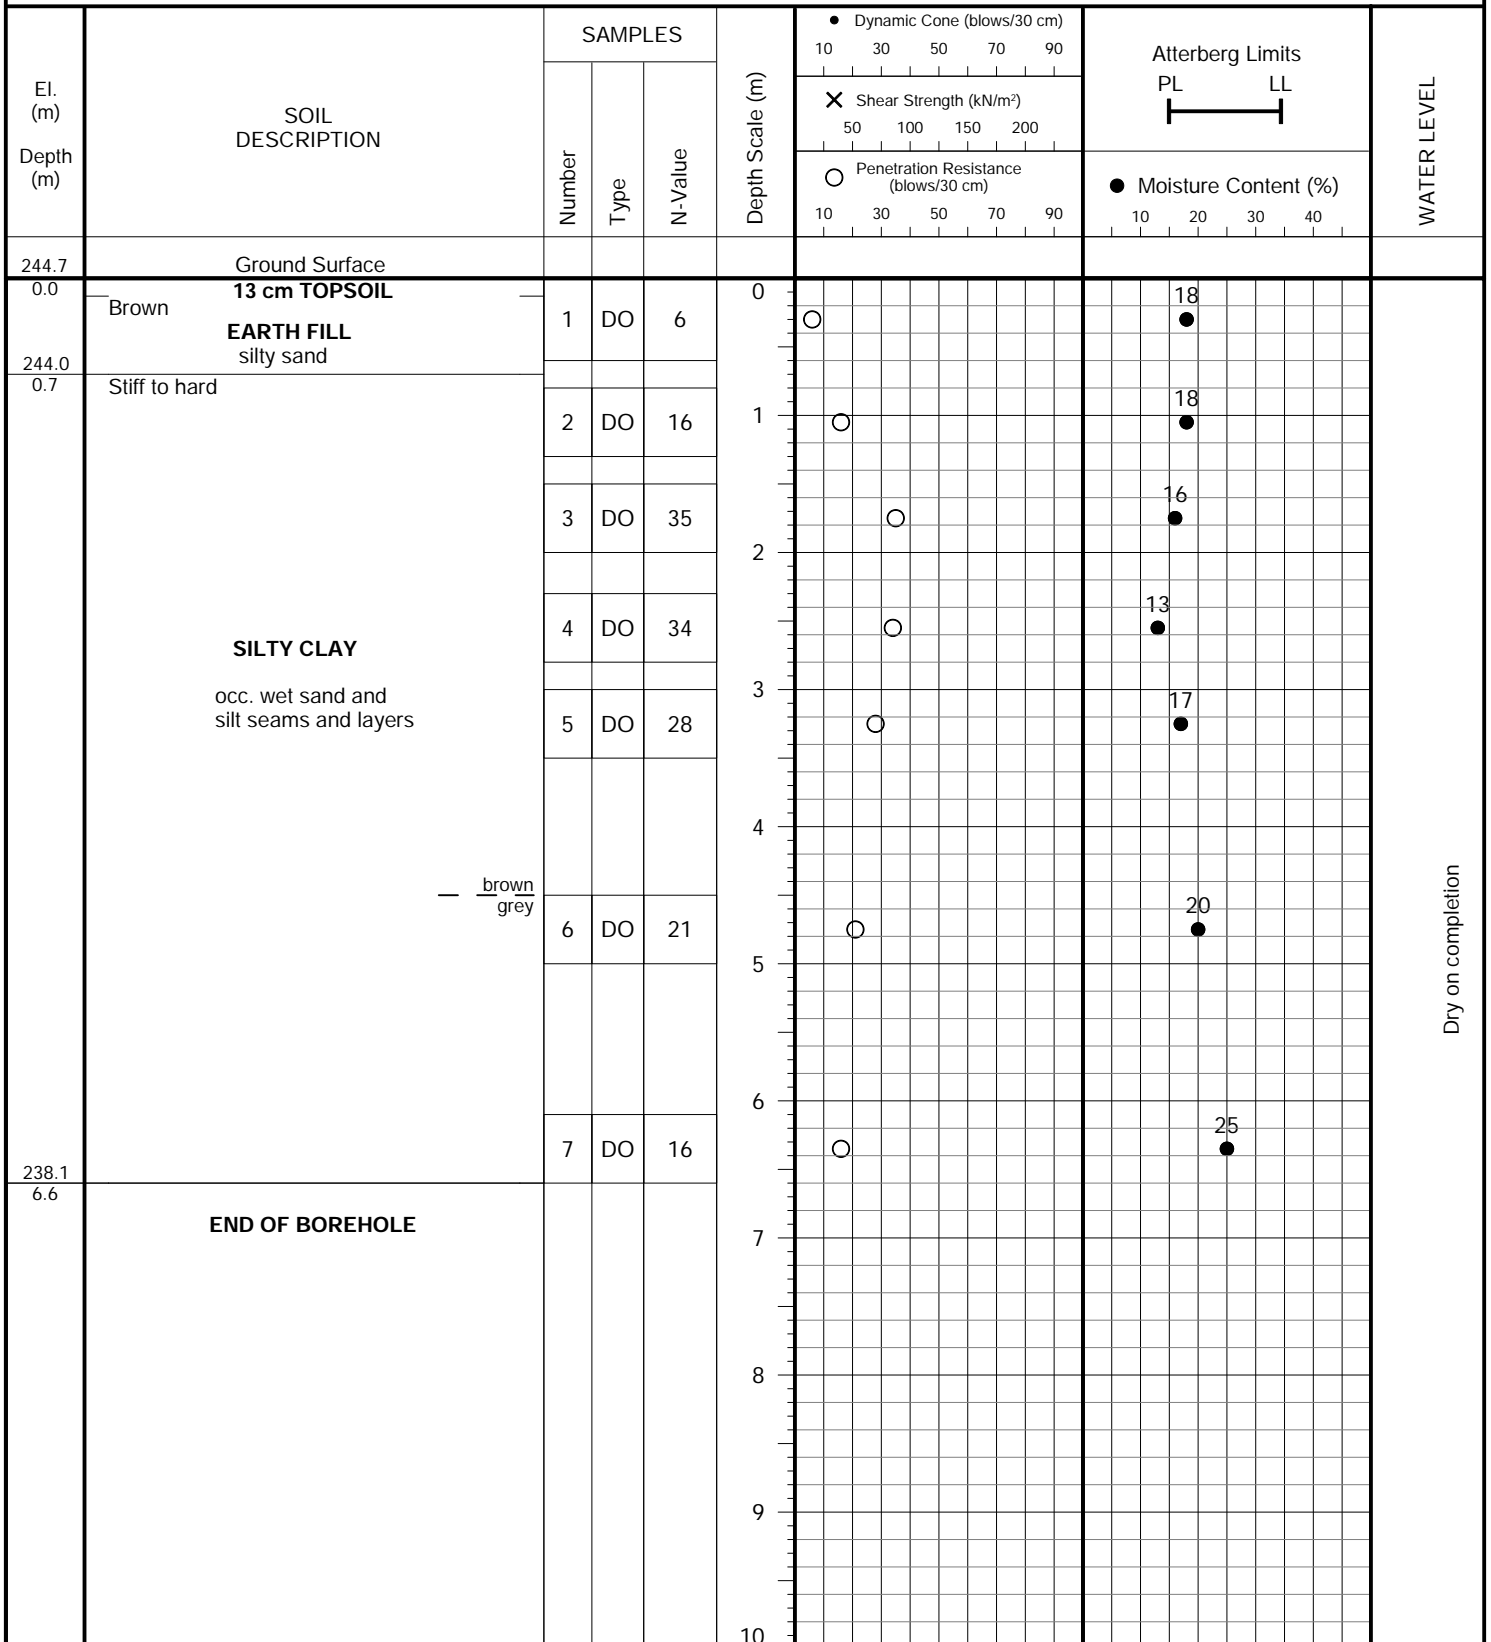 El.
(m)
Depth
(m)
SOIL
DESCRIPTION
SAMPLES
Number
Type
N-Value
Depth Scale (m)
Dynamic Cone (blows/30 cm)
10 30 50 70 90
Shear Strength (kN/m²)
50 100 150 200
Penetration Resistance
(blows/30 cm)
10 30 50 70 90
Atterberg Limits
PL LL
Moisture Content (%)
10 20 30 40
WATER LEVEL
244.7 Ground Surface
0.0 13 cm TOPSOIL 0
Brown
18
1 DO 6
EARTH FILL
silty sand
244.0
0.7 Stiff to hard
18
1
2 DO 16
16
3 DO 35
2
13
4 DO 34
SILTY CLAY
occ. wet sand and
silt seams and layers
3
17
5 DO 28
4
brown
grey
20
6 DO 21
5
Dry on completion
6
25
7 DO 16
238.1
6.6
END OF BOREHOLE
7
8
9
10